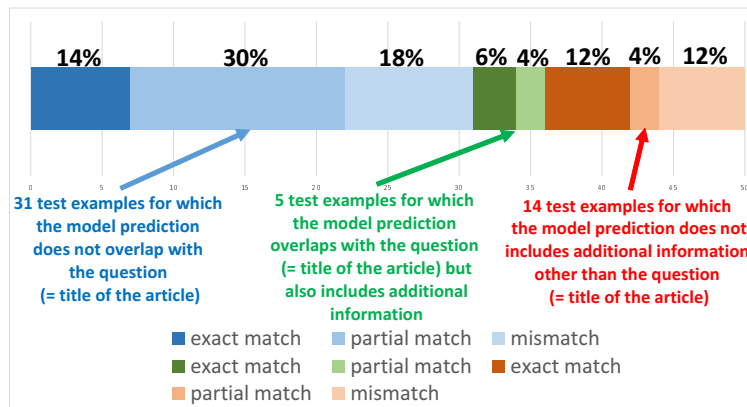 14% 30% 18% 6% 4% 12% 4% 12%
0 5 10 15 20 25 30 35 40 45 50
31 test examples for which
the model prediction
does not overlap with
the question
(= title of the article)
5 test examples for which
the model prediction
overlaps with the question
(= title of the article) but
also includes additional
information
14 test examples for which
the model prediction does not
includes additional information
other than the question
(= title of the article)
exact match partial match mismatch
exact match partial match exact match
partial match mismatch